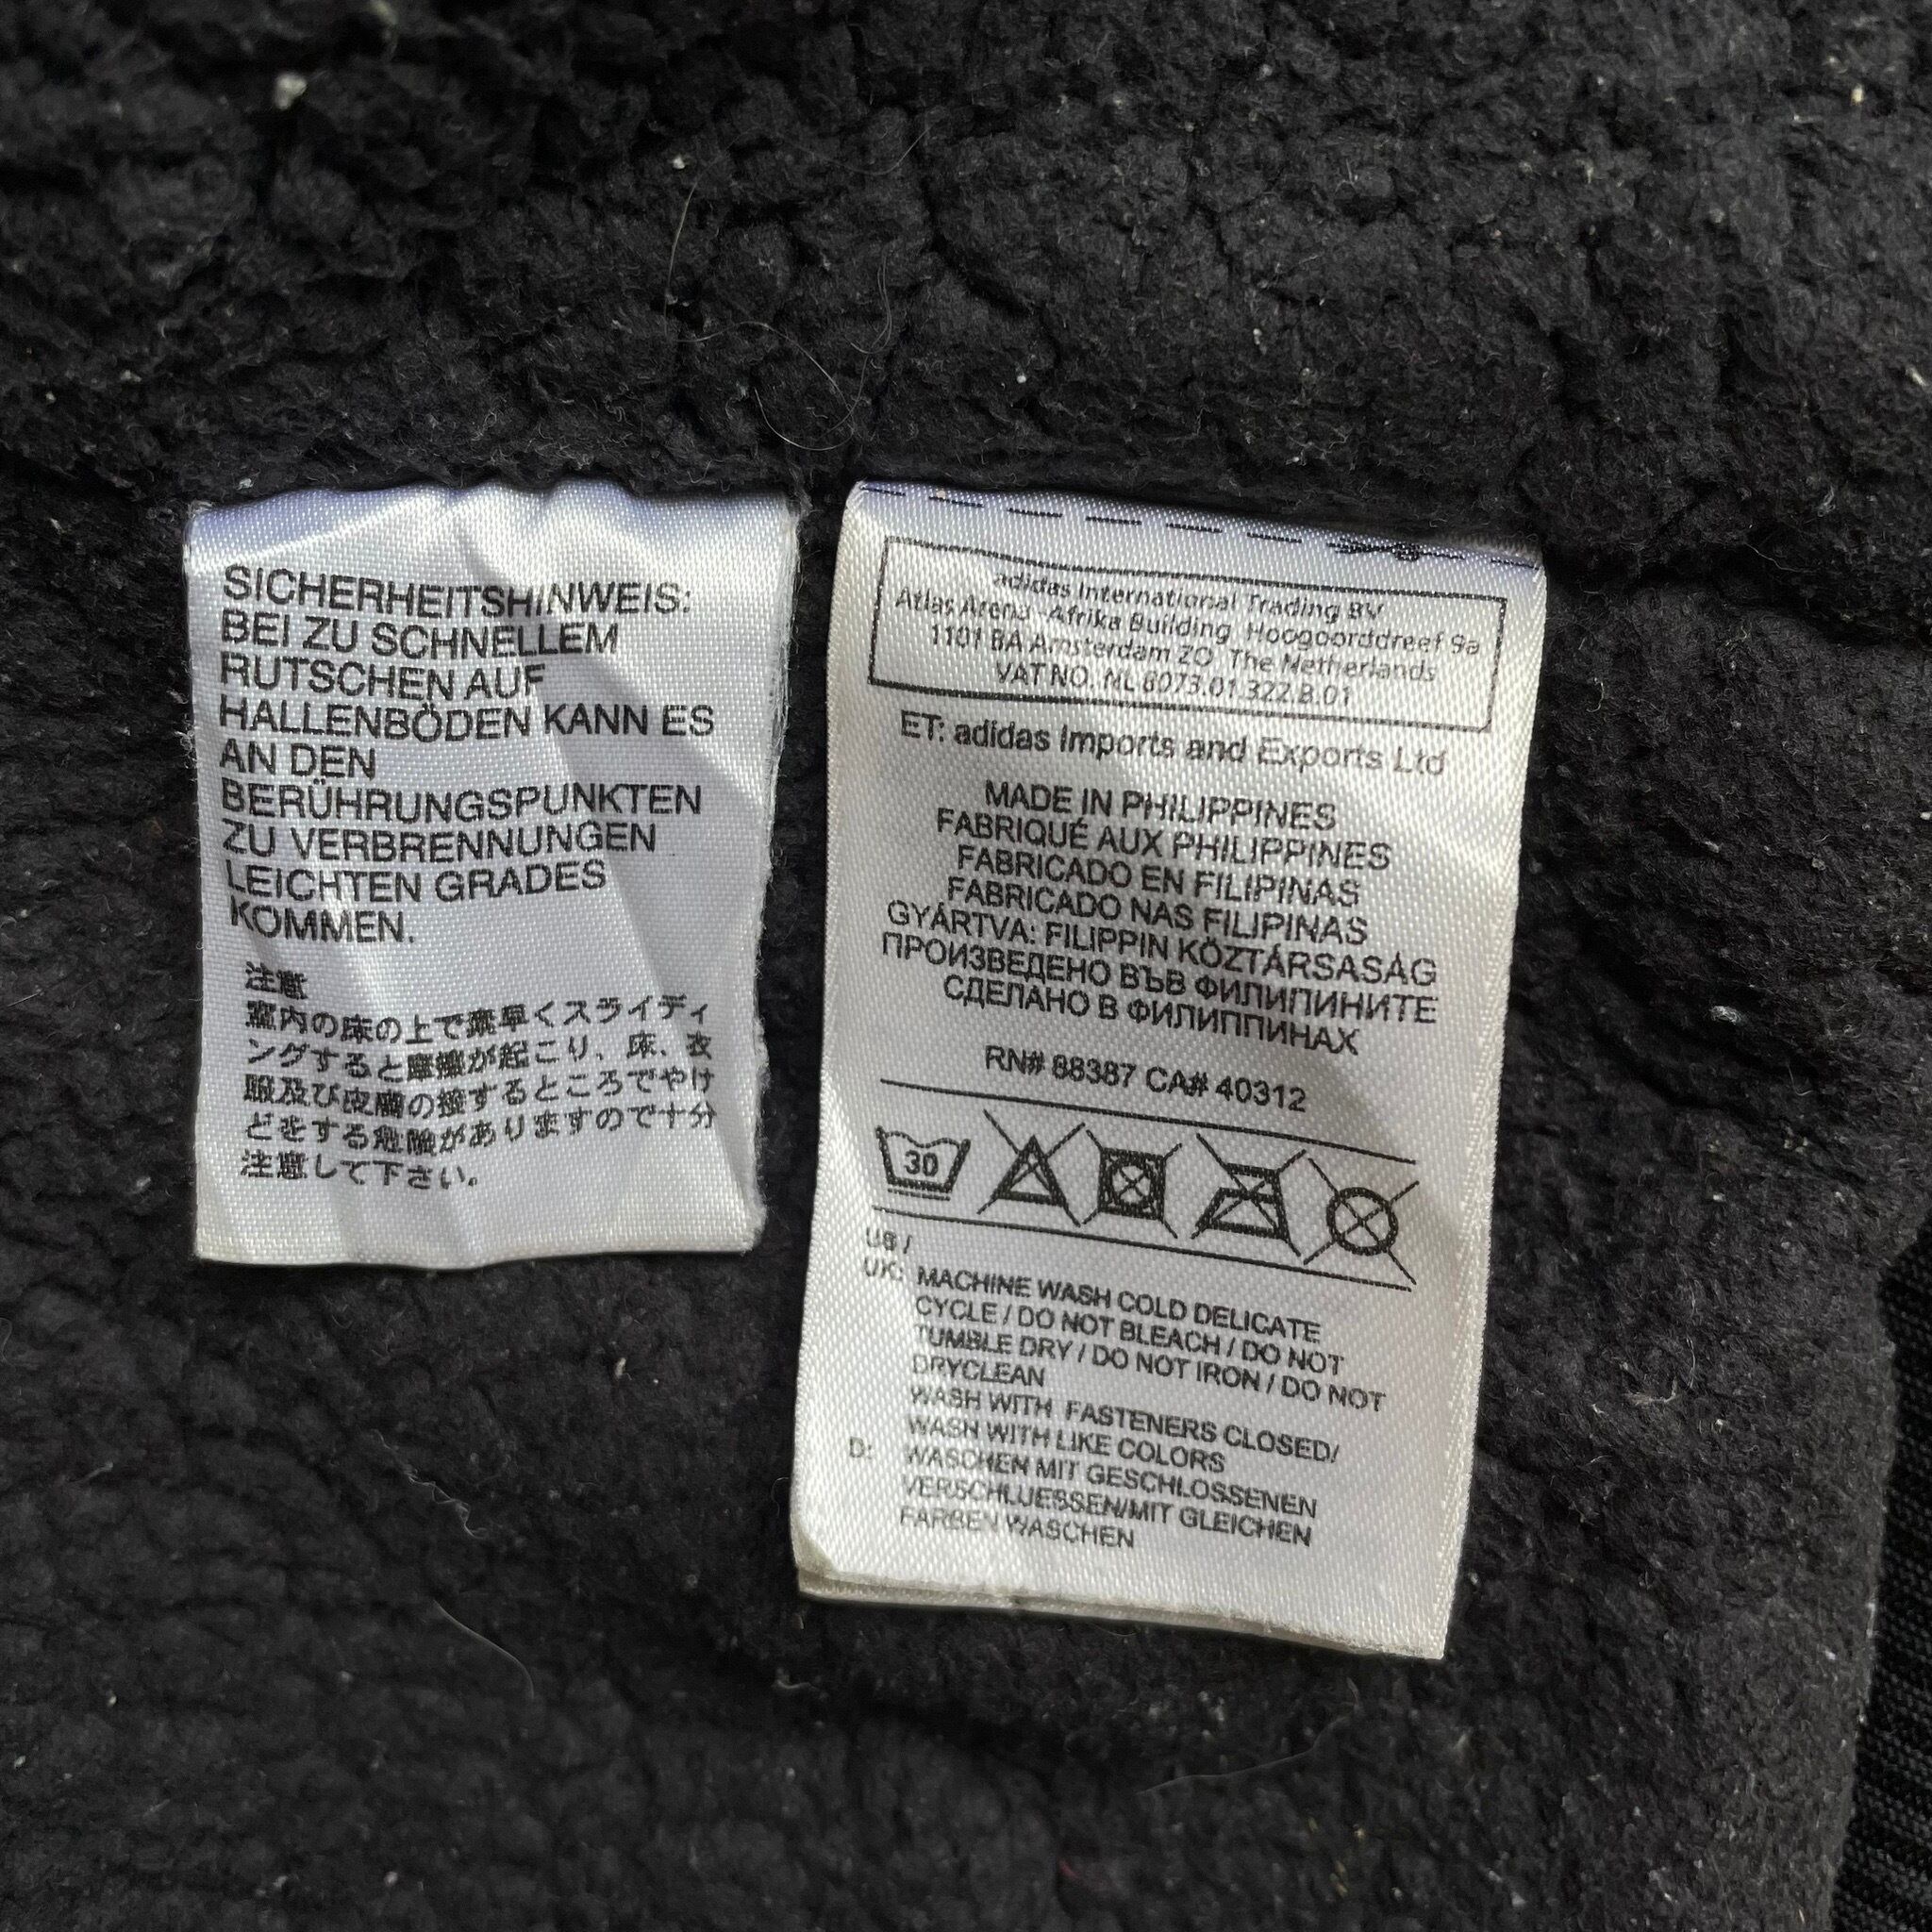 SICHERHEITSHINWEIS:
BEI ZU SCHNELLEM
RUTSCHEN AUF
HALLENBÖDEN KANN ES
AN DEN
BERÜHRUNGSPUNKTEN
ZU VERBRENNUNGEN
LEICHTEN GRADES
KOMMEN.
注意
室内の床の上で素早くスライディ
ングすると摩擦が起こり、床、衣
服及び皮膚の接するところでやけ
どをする危険がありますので十分
注意して下さい。
adidas International Trading BV
Atlas Arena -Afrika Building Hoogoorddreef 9a
1101 BA Amsterdam ZO The Netherlands
VAT NO. NL 8073.01.322.B.01
ET: adidas Imports and Exports Ltd
MADE IN PHILIPPINES
FABRIQUÉ AUX PHILIPPINES
FABRICADO EN FILIPINAS
FABRICADO NAS FILIPINAS
GYÁRTVA: FILIPPIN KÖZTÁRSASÁG
ПРОИЗВЕДЕНО ВЪВ ФИЛИПИНИТЕ
СДЕЛАНО В ФИЛИППИНАХ
RN# 88387 CA# 40312
30
US /
UK: MACHINE WASH COLD DELICATE
CYCLE / DO NOT BLEACH / DO NOT
TUMBLE DRY / DO NOT IRON / DO NOT
DRYCLEAN
WASH WITH FASTENERS CLOSED/
WASH WITH LIKE COLORS
D: WASCHEN MIT GESCHLOSSENEN
VERSCHLUESSEN/MIT GLEICHEN
FARBEN WASCHEN